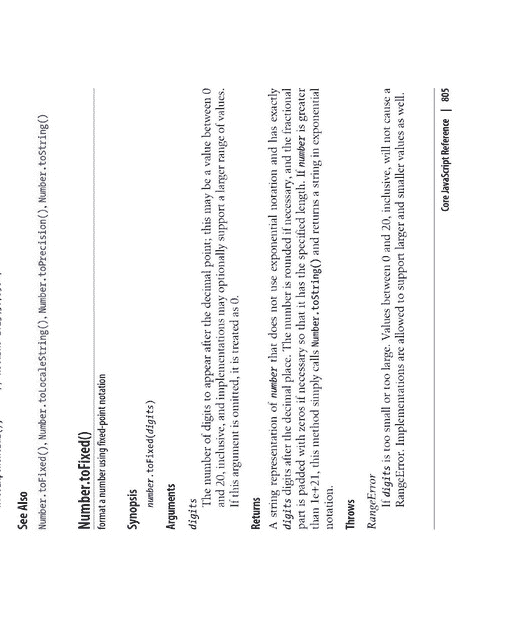 See Also
Number.toFixed(), Number.toLocaleString(), Number.toPrecision(), Number.toString()
Number.toFixed()
format a number using fixed-point notation
Synopsis
number.toFixed(digits)
Arguments
digits
The number of digits to appear after the decimal point; this may be a value between 0
and 20, inclusive, and implementations may optionally support a larger range of values.
If this argument is omitted, it is treated as 0.
Returns
A string representation of number that does not use exponential notation and has exactly
digits digits after the decimal place. The number is rounded if necessary, and the fractional
part is padded with zeros if necessary so that it has the specified length. If number is greater
than 1e+21, this method simply calls Number.toString() and returns a string in exponential
notation.
Throws
RangeError
If digits is too small or too large. Values between 0 and 20, inclusive, will not cause a
RangeError. Implementations are allowed to support larger and smaller values as well.
Core JavaScript Reference | 805